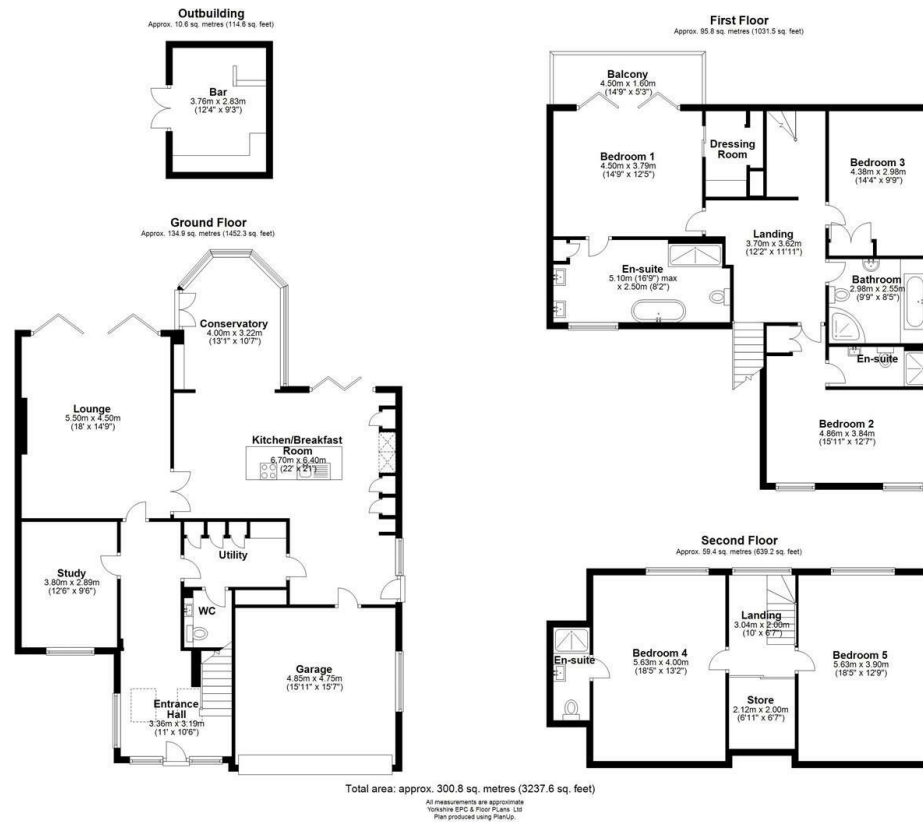 Outbuilding
Approx. 10.6 sq. metres (114.6 sq. feet)
Bar
3.76m x 2.83m
(12'4" x 9'3")
Ground Floor
Approx. 134.9 sq. metres (1452.3 sq. feet)
Conservatory
4.00m x 3.22m
(13'1" x 10'7")
Lounge
5.50m x 4.50m
(18' x 14'9")
Kitchen/Breakfast
Room
6.70m x 6.40m
(22' x 21')
Utility
Study
3.80m x 2.89m
(12'6" x 9'6")
WC
Garage
4.85m x 4.75m
(15'11" x 15'7")
Entrance
Hall
3.36m x 3.19m
(11' x 10'6")
First Floor
Approx. 95.8 sq. metres (1031.5 sq. feet)
Balcony
4.50m x 1.60m
(14'9" x 5'3")
Bedroom 1
4.50m x 3.79m
(14'9" x 12'5")
Dressing
Room
Bedroom 3
4.38m x 2.98m
(14'4" x 9'9")
Landing
3.70m x 3.62m
(12'2" x 11'11")
En-suite
5.10m (16'9") max
x 2.50m (8'2")
Bathroom
2.98m x 2.55m
(9'9" x 8'5")
En-suite
Bedroom 2
4.86m x 3.84m
(15'11" x 12'7")
Second Floor
Approx. 59.4 sq. metres (639.2 sq. feet)
Landing
3.04m x 2.00m
(10' x 6'7")
En-suite
Bedroom 4
5.63m x 4.00m
(18'5" x 13'2")
Bedroom 5
5.63m x 3.90m
(18'5" x 12'9")
Store
2.12m x 2.00m
(6'11" x 6'7")
Total area: approx. 300.8 sq. metres (3237.6 sq. feet)
All measurements are approximate
Yorkshire EPC & Floor PLans Ltd
Plan produced using PlanUp.